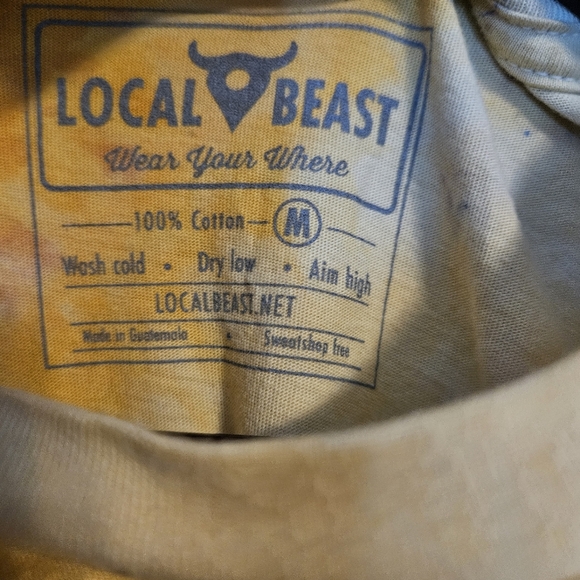 LOCAL BEAST
Wear Your Where
100% Cotton M
Wash cold • Dry low • Aim high
LOCALBEAST.NET
Made in Guatemala • Sweatshop free